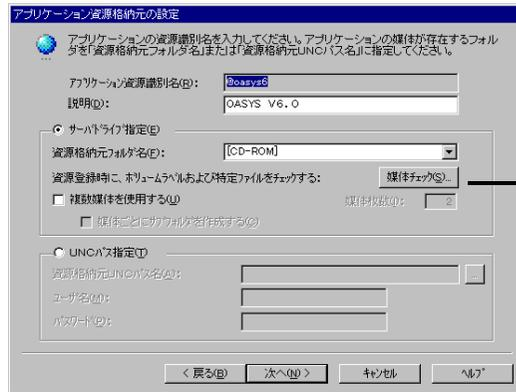 アプリケーション資源格納元の設定
アプリケーションの資源識別名を入力してください。アプリケーションの媒体が存在するフォル
ダを「資源格納元フォルダ名」または「資源格納元UNCパス名」に指定してください。
アプリケーション資源識別名(R):
@oasys6
説明(D):
OASYS V6.0
サーバドライブ指定(E)
資源格納元フォルダ名(F):
[CD-ROM]
資源登録時に、ボリュームラベルおよび特定ファイルをチェックする:
媒体チェック(S)...
複数媒体を使用する(U)
媒体枚数(I):
2
媒体ごとにサブフォルダを作成する(C)
UNCパス指定(T)
資源格納元UNCパス名(A):
...
ユーザ名(M):
パスワード(P):
< 戻る(B)
次へ(N) >
キャンセル
ヘルプ